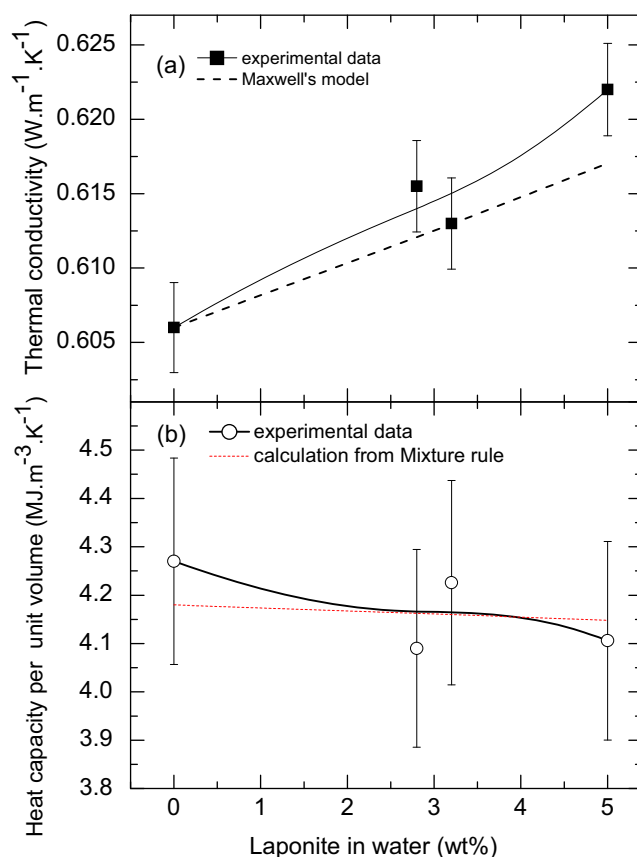 (a)
experimental data
Maxwell's model
Thermal conductivity (W.m⁻¹.K⁻¹)
0.625
0.620
0.615
0.610
0.605
(b)
experimental data
calculation from Mixture rule
Heat capacity per unit volume (MJ.m⁻³.K⁻¹)
4.5
4.4
4.3
4.2
4.1
4.0
3.9
3.8
0 1 2 3 4 5
Laponite in water (wt%)